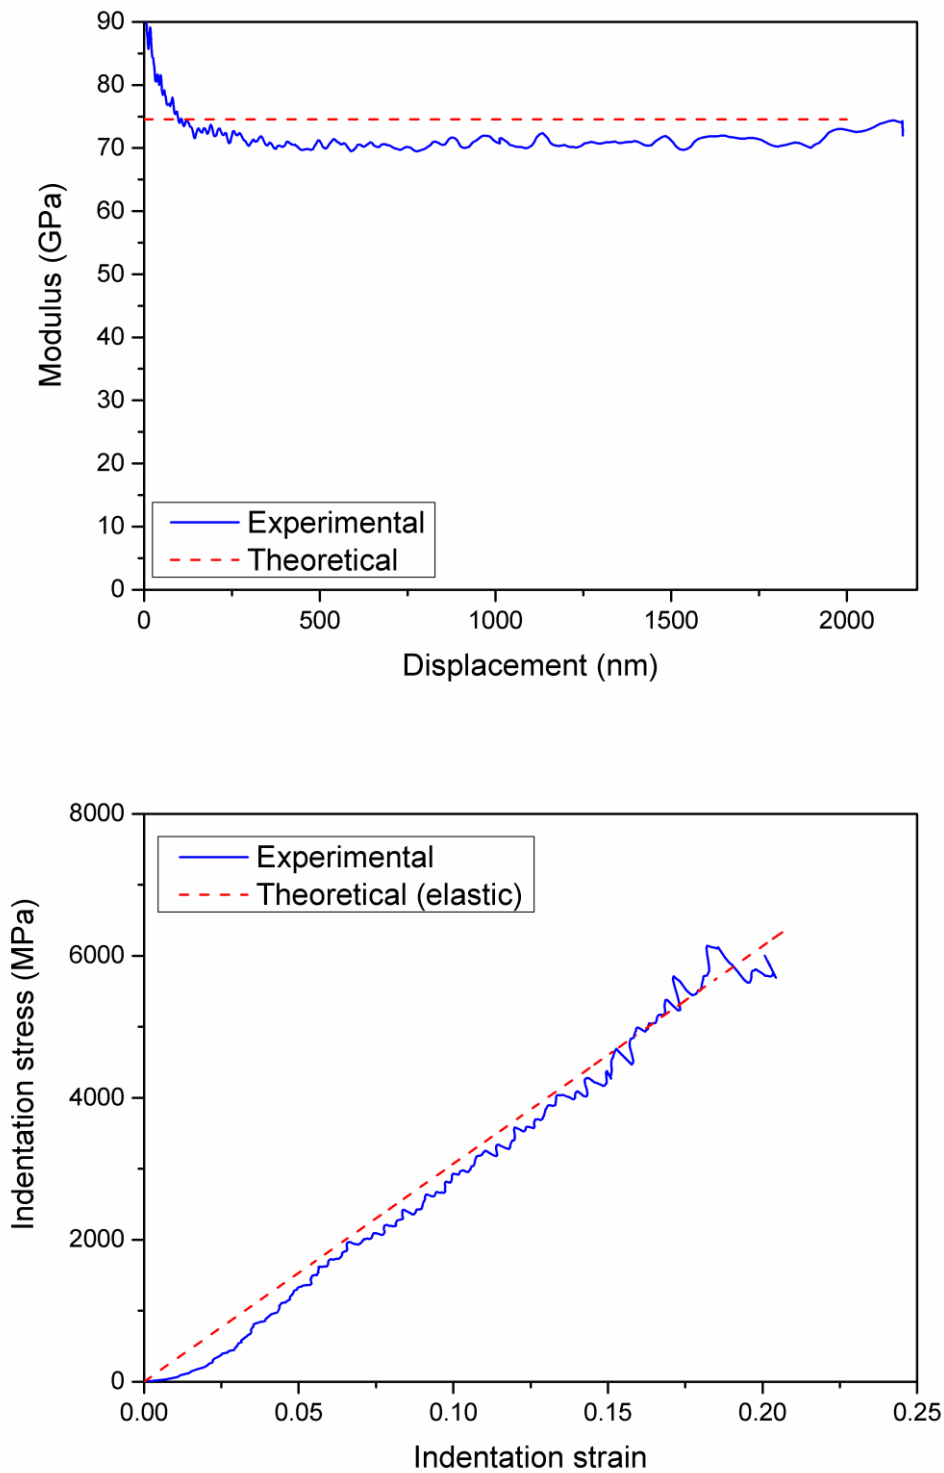 90
80
70
60
50
40
30
20
10
0
Modulus (GPa)
Experimental
Theoretical
0 500 1000 1500 2000
Displacement (nm)
8000
6000
4000
2000
0
Indentation stress (MPa)
Experimental
Theoretical (elastic)
0.00 0.05 0.10 0.15 0.20 0.25
Indentation strain